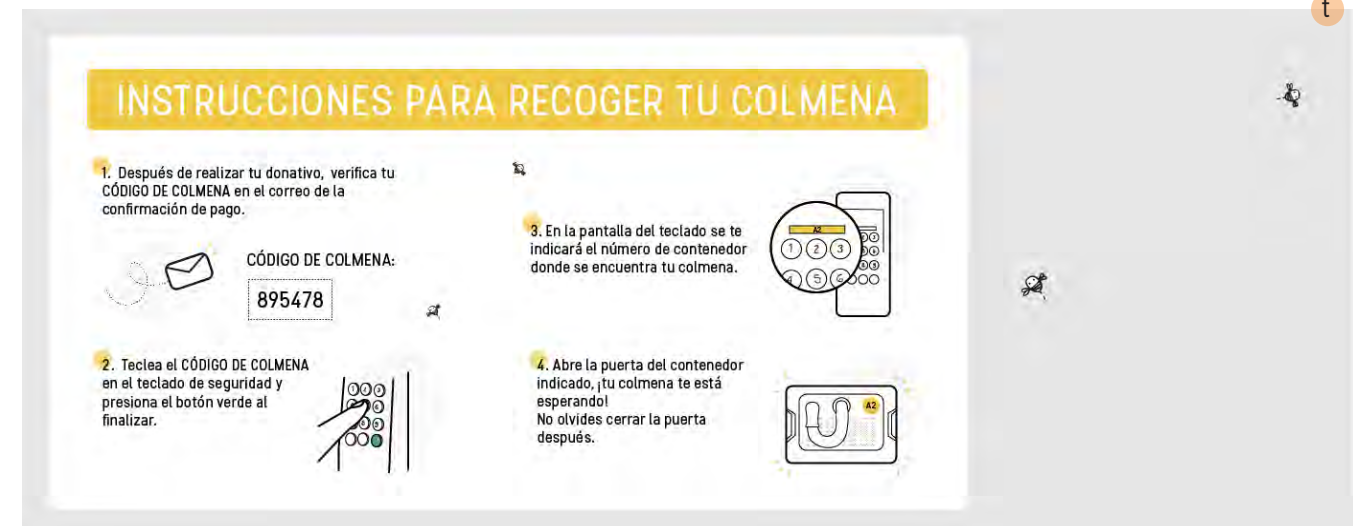 t
INSTRUCCIONES PARA RECOGER TU COLMENA
1. Después de realizar tu donativo, verifica tu
CÓDIGO DE COLMENA en el correo de la
confirmación de pago.
CÓDIGO DE COLMENA:
895478
2. Teclea el CÓDIGO DE COLMENA
en el teclado de seguridad y
presiona el botón verde al
finalizar.
3. En la pantalla del teclado se te
indicará el número de contenedor
donde se encuentra tu colmena.
A2
1 2 3
4 5 6
4. Abre la puerta del contenedor
indicado, ¡tu colmena te está
esperando!
No olvides cerrar la puerta
después.
A2